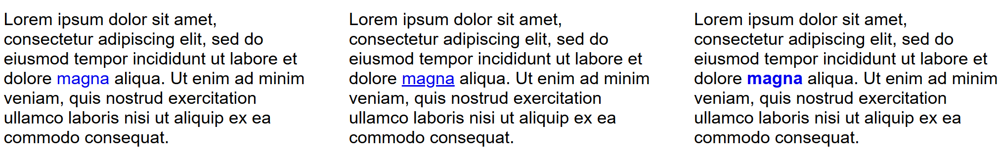 Lorem ipsum dolor sit amet,
consectetur adipiscing elit, sed do
eiusmod tempor incididunt ut labore et
dolore magna aliqua. Ut enim ad minim
veniam, quis nostrud exercitation
ullamco laboris nisi ut aliquip ex ea
commodo consequat.
Lorem ipsum dolor sit amet,
consectetur adipiscing elit, sed do
eiusmod tempor incididunt ut labore et
dolore magna aliqua. Ut enim ad minim
veniam, quis nostrud exercitation
ullamco laboris nisi ut aliquip ex ea
commodo consequat.
Lorem ipsum dolor sit amet,
consectetur adipiscing elit, sed do
eiusmod tempor incididunt ut labore et
dolore magna aliqua. Ut enim ad minim
veniam, quis nostrud exercitation
ullamco laboris nisi ut aliquip ex ea
commodo consequat.